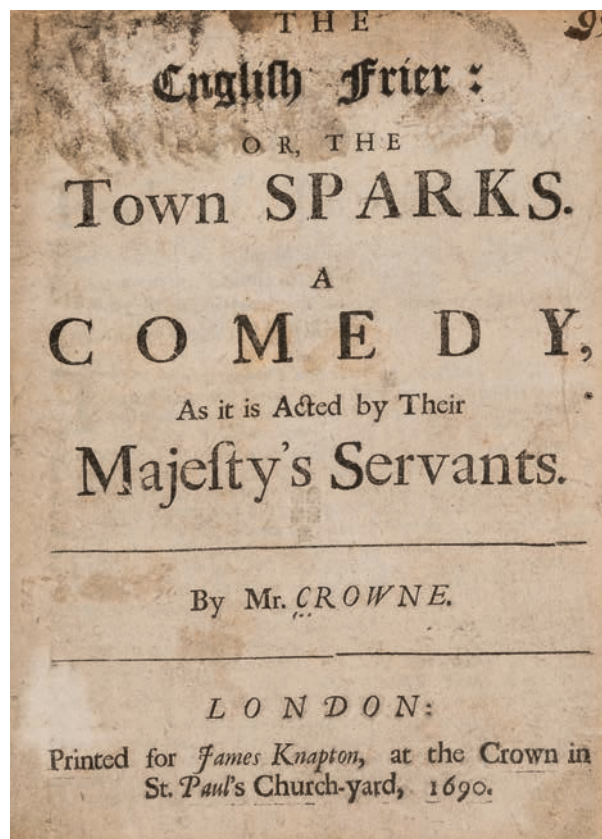 THE
Engliſh Frier:
OR, THE
Town SPARKS.
A
COMEDY,
As it is Acted by Their
Majeſty's Servants.
By Mr. CROWNE.
LONDON:
Printed for James Knapton, at the Crown in
St. Paul's Church-yard, 1690.